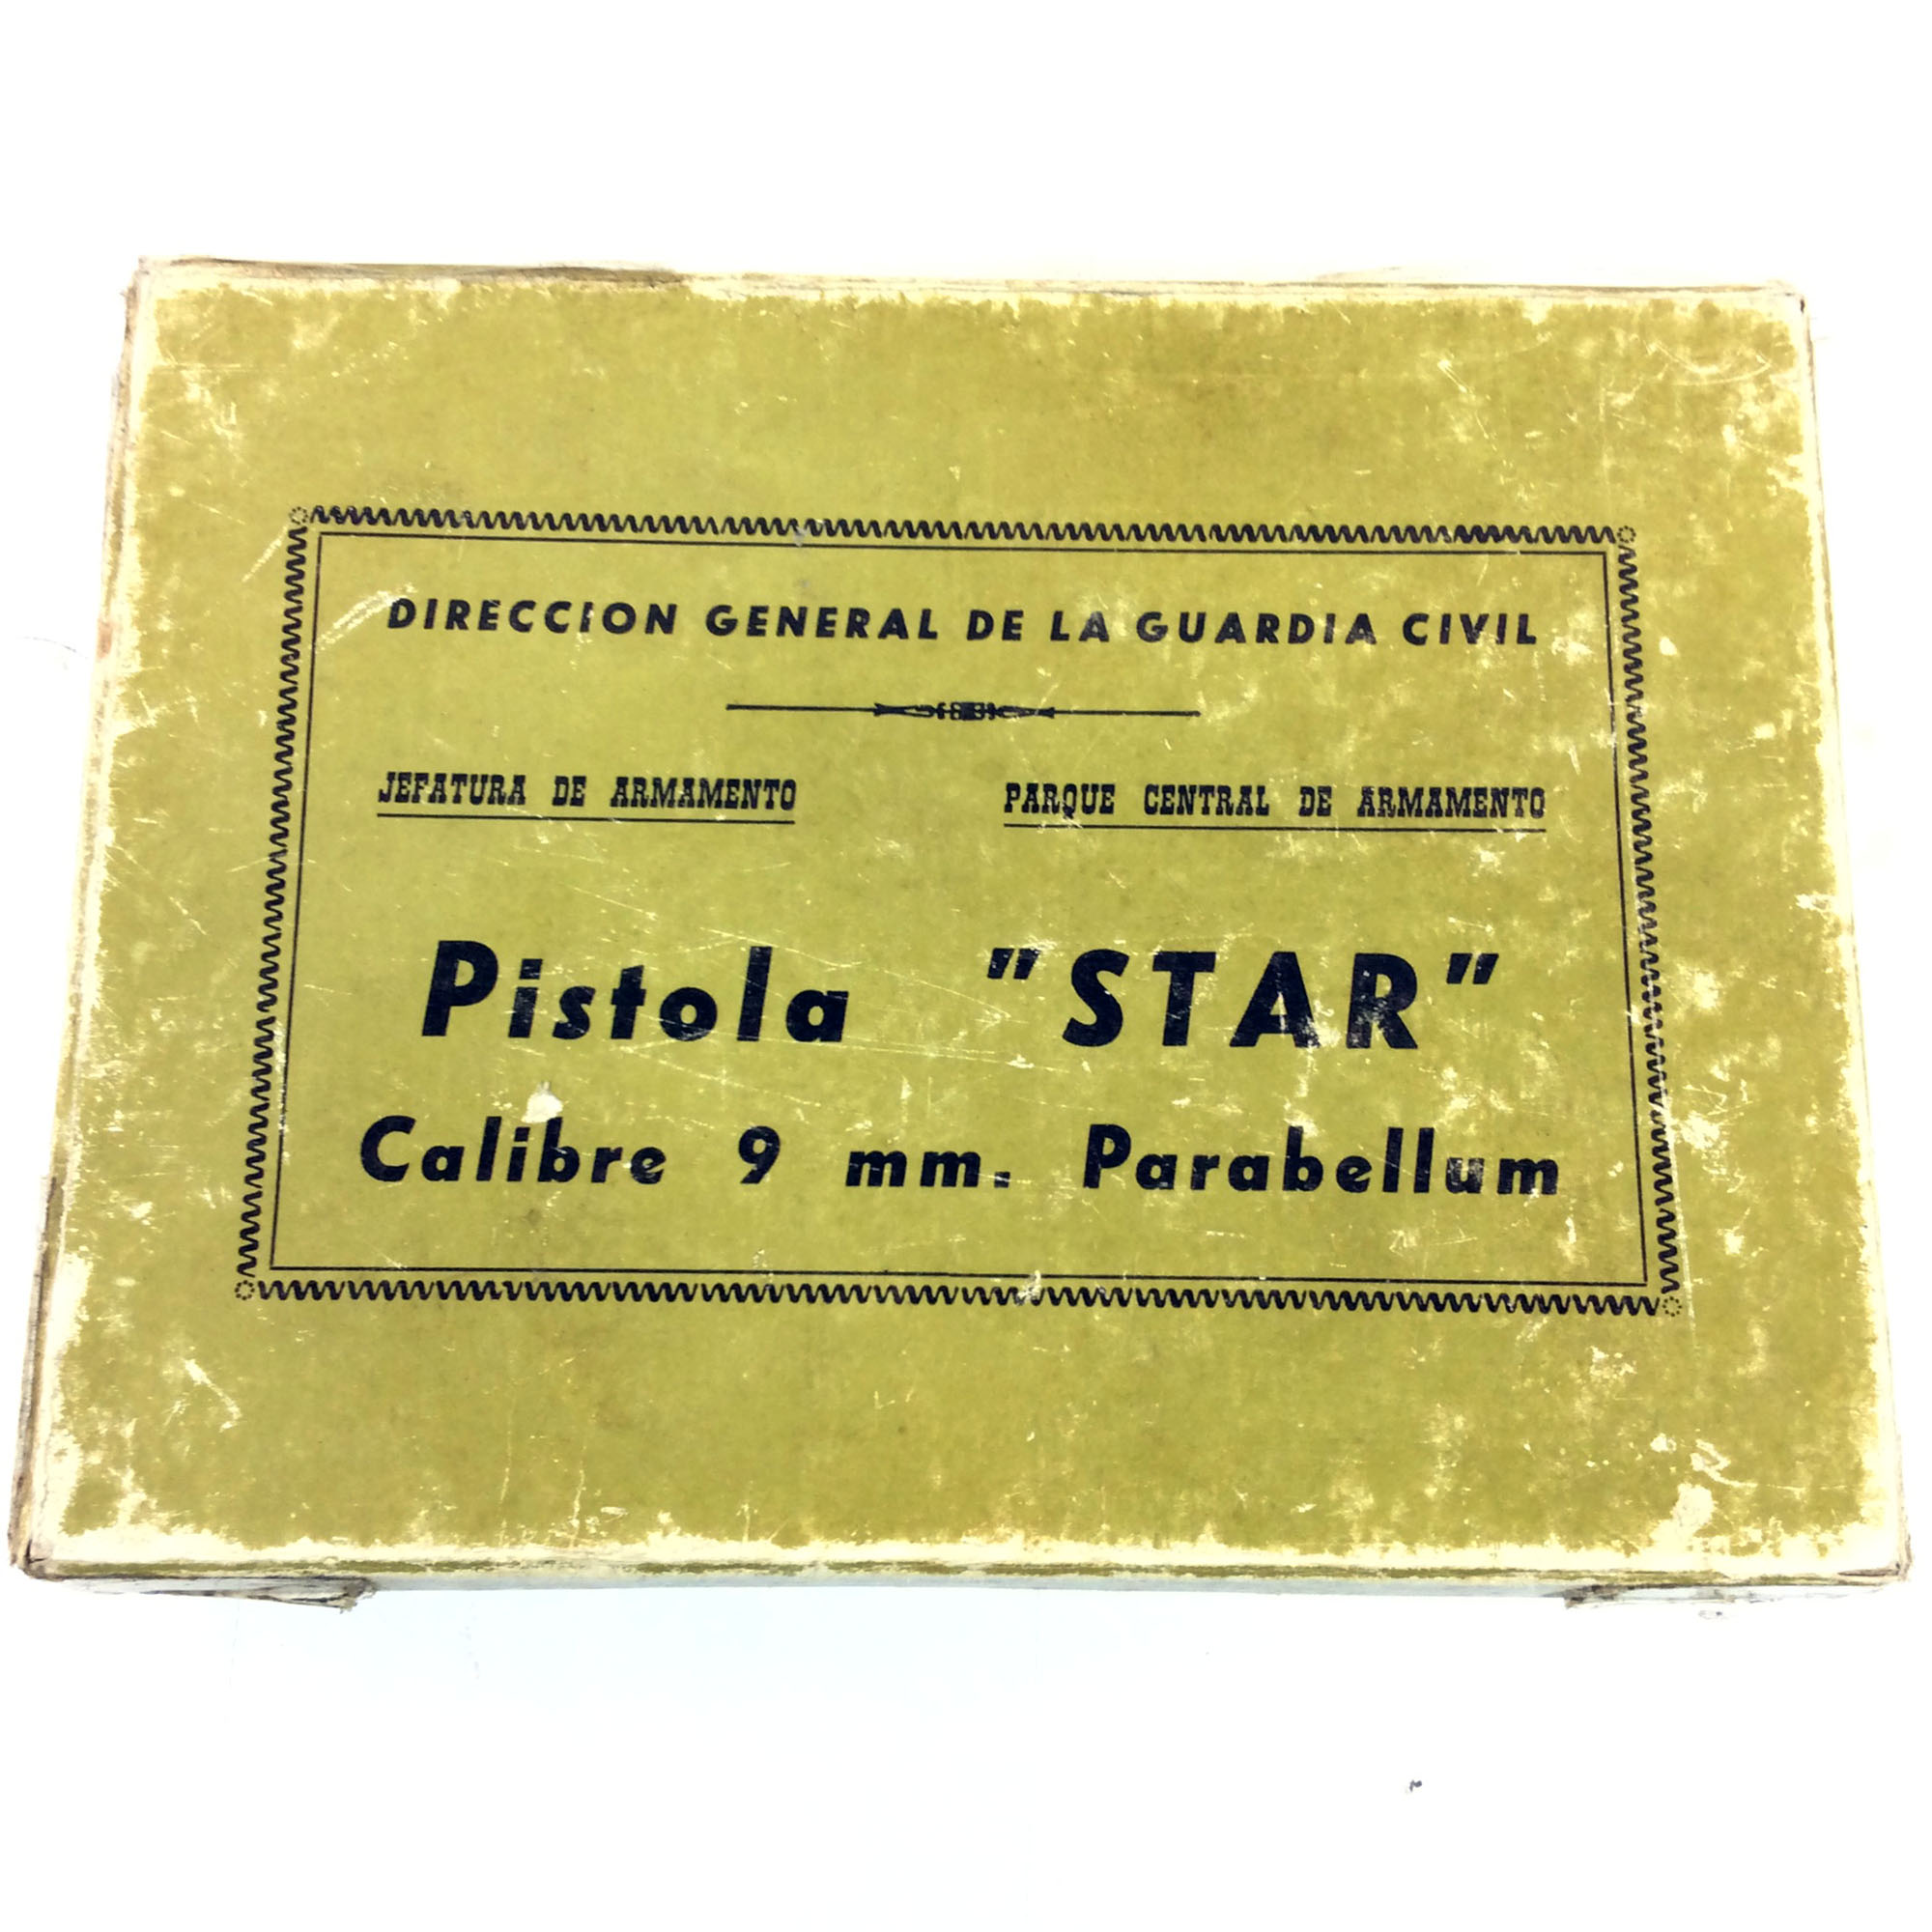 DIRECCION GENERAL DE LA GUARDIA CIVIL
JEFATURA DE ARMAMENTO PARQUE CENTRAL DE ARMAMENTO
Pistola "STAR"
Calibre 9 mm. Parabellum